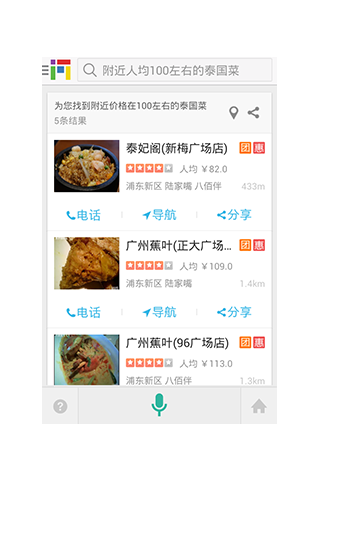 附近人均100左右的泰国菜
为您找到附近价格在100左右的泰国菜
5条结果
泰妃阁(新梅广场店) 团 惠
人均 ￥82.0
浦东新区 陆家嘴 八佰伴 433m
电话 导航 分享
广州蕉叶(正大广场... 团 惠
人均 ￥109.0
浦东新区 陆家嘴 1.4km
电话 导航 分享
广州蕉叶(96广场店) 团 惠
人均 ￥113.0
浦东新区 八佰伴 1.3km
?